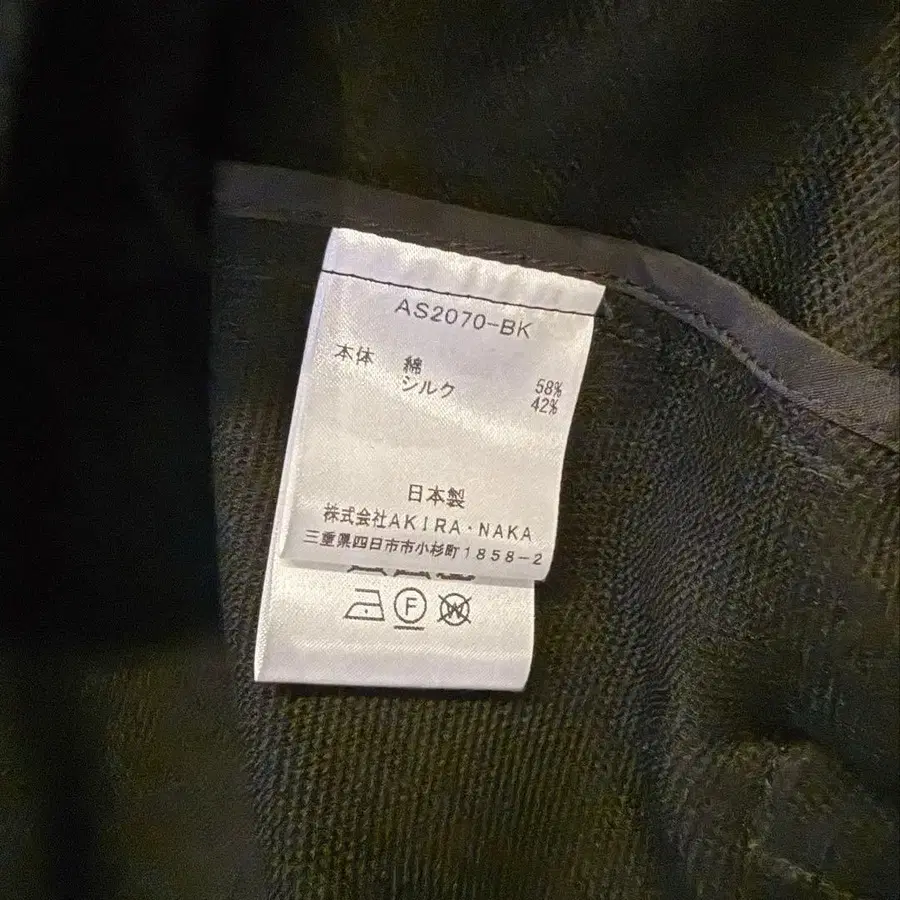 AS2070-BK
本体 綿 58%
シルク 42%
日本製
株式会社AKIRA・NAKA
三重県四日市市小杉町1858-2
F
W